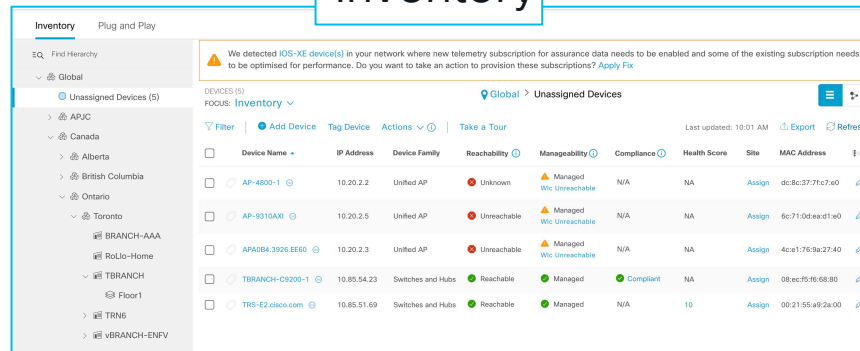 Inventory
Inventory Plug and Play
Find Hierarchy
Global
Unassigned Devices (5)
APJC
Canada
Alberta
British Columbia
Ontario
Toronto
BRANCH-AAA
RoLlo-Home
TBRANCH
Floor1
TRN6
vBRANCH-ENFV
We detected IOS-XE device(s) in your network where new telemetry subscription for assurance data needs to be enabled and some of the existing subscription needs
to be optimised for performance. Do you want to take an action to provision these subscriptions? Apply Fix
DEVICES (5)
FOCUS: Inventory
Global > Unassigned Devices
Filter Add Device Tag Device Actions Take a Tour Last updated: 10:01 AM Export Refres
Device Name IP Address Device Family Reachability Manageability Compliance Health Score Site MAC Address
AP-4800-1 10.20.2.2 Unified AP Unknown Managed N/A NA Assign dc:8c:37:7f:c7:e0
Wlc Unreachable
AP-9310AXI 10.20.2.5 Unified AP Unreachable Managed N/A NA Assign 6c:71:0d:ea:d1:e0
Wlc Unreachable
APA0B4.3926.EE60 10.20.2.3 Unified AP Unreachable Managed N/A NA Assign 4c:e1:76:9a:27:40
Wlc Unreachable
TBRANCH-C9200-1 10.85.54.23 Switches and Hubs Reachable Managed Compliant NA Assign 08:ec:f5:f6:68:80
TRS-E2.cisco.com 10.85.51.69 Switches and Hubs Reachable Managed N/A 10 Assign 00:21:55:a9:2a:00